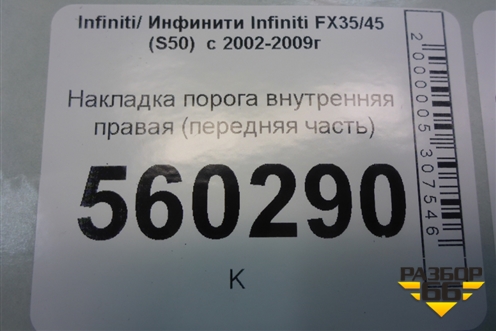 Infiniti/ Инфинити Infiniti FX35/45
(S50) с 2002-2009г
Накладка порога внутренняя
правая (передняя часть)
560290
К
2000005307546
РАЗБОР
66